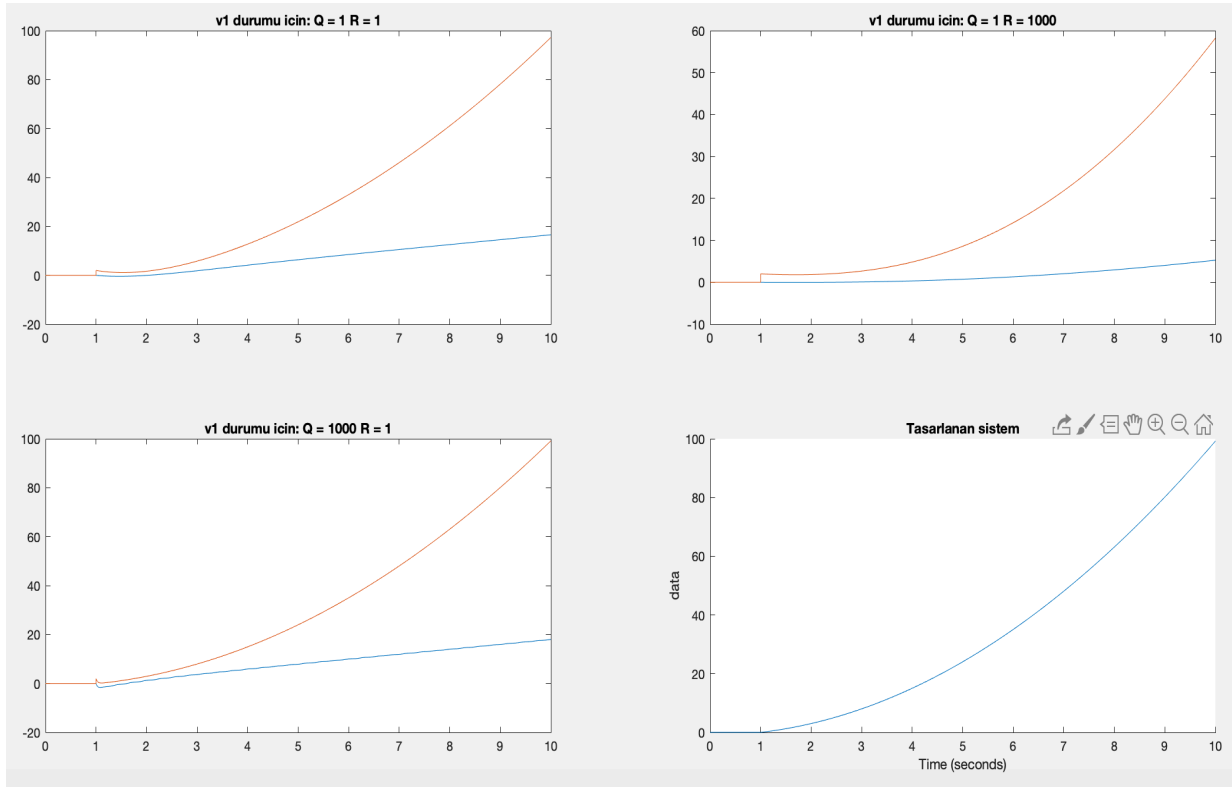 v1 durumu icin: Q = 1 R = 1
100
80
60
40
20
0
-20
0 1 2 3 4 5 6 7 8 9 10
v1 durumu icin: Q = 1 R = 1000
60
50
40
30
20
10
0
-10
0 1 2 3 4 5 6 7 8 9 10
v1 durumu icin: Q = 1000 R = 1
100
80
60
40
20
0
-20
0 1 2 3 4 5 6 7 8 9 10
Tasarlanan sistem
100
80
60
40
20
0
data
0 1 2 3 4 5 6 7 8 9 10
Time (seconds)